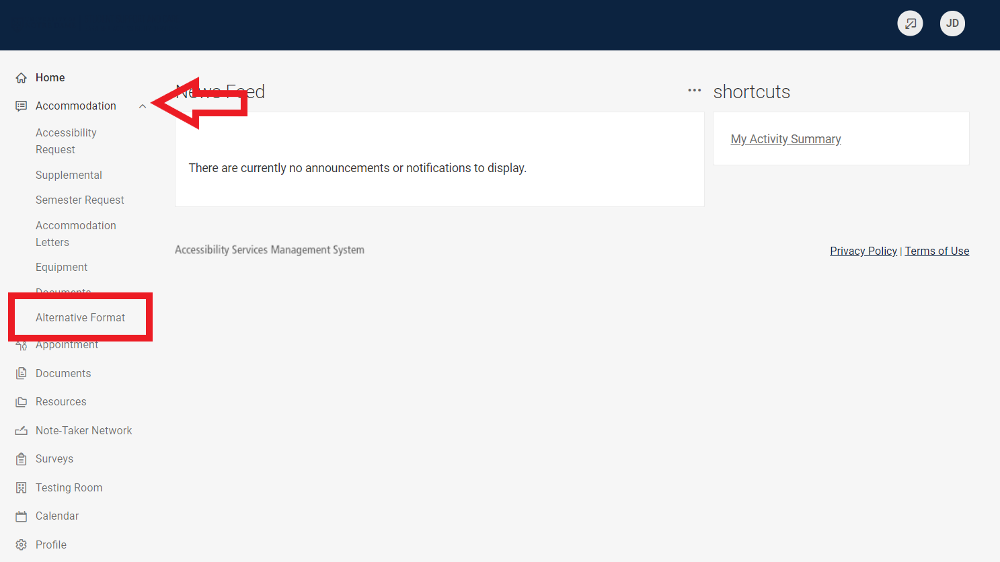 JD
Home
Accommodation
Accessibility
Request
Supplemental
Semester Request
Accommodation
Letters
Equipment
Documents
Alternative Format
Appointment
Documents
Resources
Note-Taker Network
Surveys
Testing Room
Calendar
Profile
News Feed
There are currently no announcements or notifications to display.
shortcuts
My Activity Summary
Accessibility Services Management System
Privacy Policy | Terms of Use